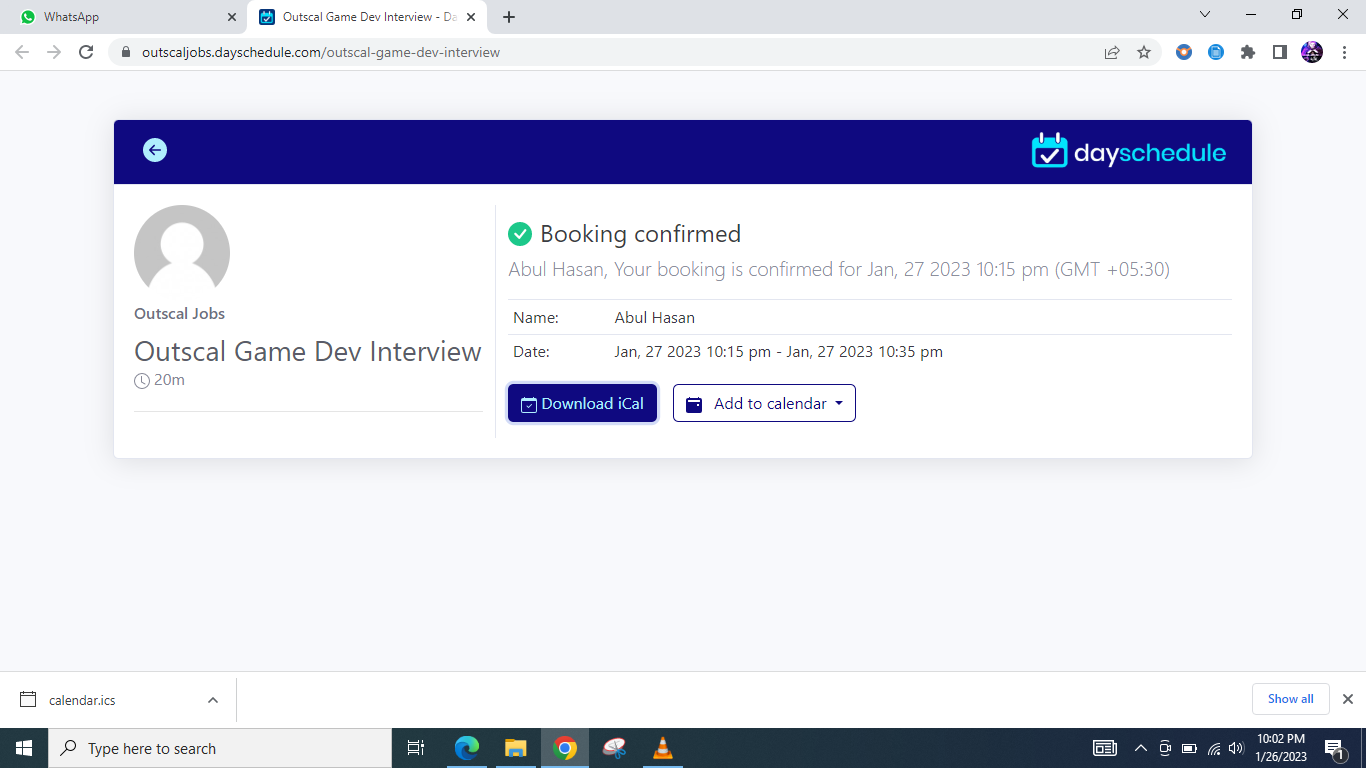 WhatsApp
Outscal Game Dev Interview - Da
outscaljobs.dayschedule.com/outscal-game-dev-interview
dayschedule
Outscal Jobs
Outscal Game Dev Interview
20m
Booking confirmed
Abul Hasan, Your booking is confirmed for Jan, 27 2023 10:15 pm (GMT +05:30)
Name: Abul Hasan
Date: Jan, 27 2023 10:15 pm - Jan, 27 2023 10:35 pm
Download iCal Add to calendar
calendar.ics
Show all
Type here to search
10:02 PM
1/26/2023
1